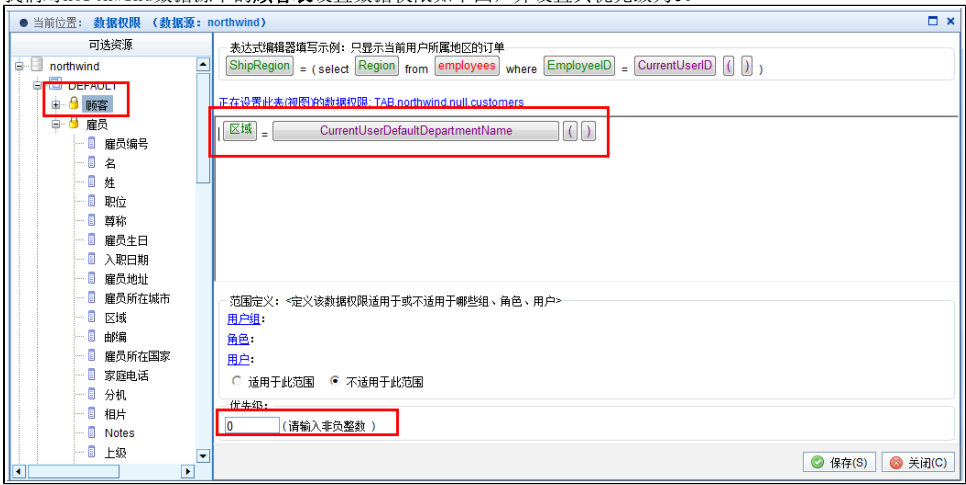 当前位置: 数据权限 (数据源: northwind)
可选资源
northwind
DEFAULT
顾客
雇员
雇员编号
名
姓
职位
尊称
雇员生日
入职日期
雇员地址
雇员所在城市
区域
邮编
雇员所在国家
家庭电话
分机
相片
Notes
上级
表达式编辑器填写示例: 只显示当前用户所属地区的订单
ShipRegion = ( select Region from employees where EmployeeID = CurrentUserID ( ) )
正在设置此表(视图)的数据权限: TAB.northwind.null.customers
区域 = CurrentUserDefaultDepartmentName ( )
范围定义: <定义该数据权限适用于或不适用于哪些组、角色、用户>
用户组:
角色:
用户:
适用于此范围 不适用于此范围
优先级:
0 (请输入非负整数 )
保存(S) 关闭(C)